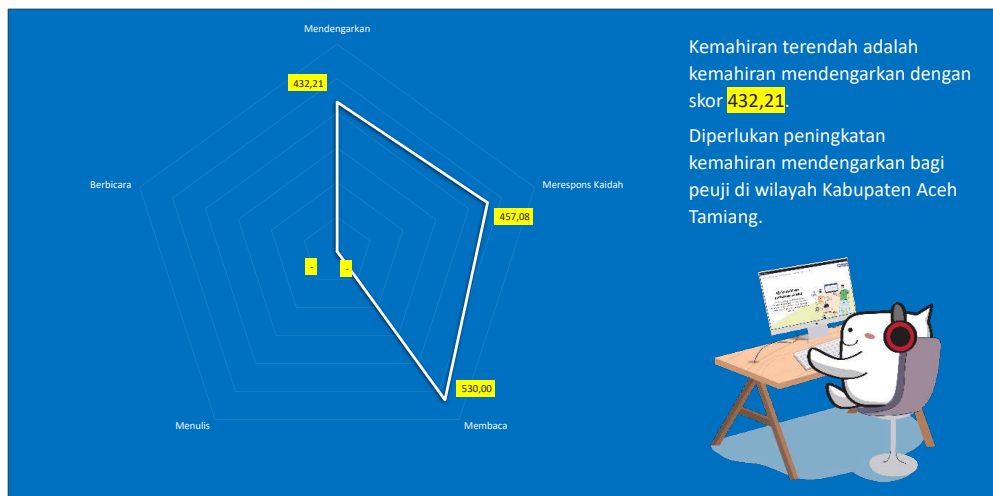 Mendengarkan
432,21
Berbicara
Merespons Kaidah
457,08
-
-
530,00
Menulis
Membaca
Kemahiran terendah adalah
kemahiran mendengarkan dengan
skor 432,21.
Diperlukan peningkatan
kemahiran mendengarkan bagi
peuji di wilayah Kabupaten Aceh
Tamiang.